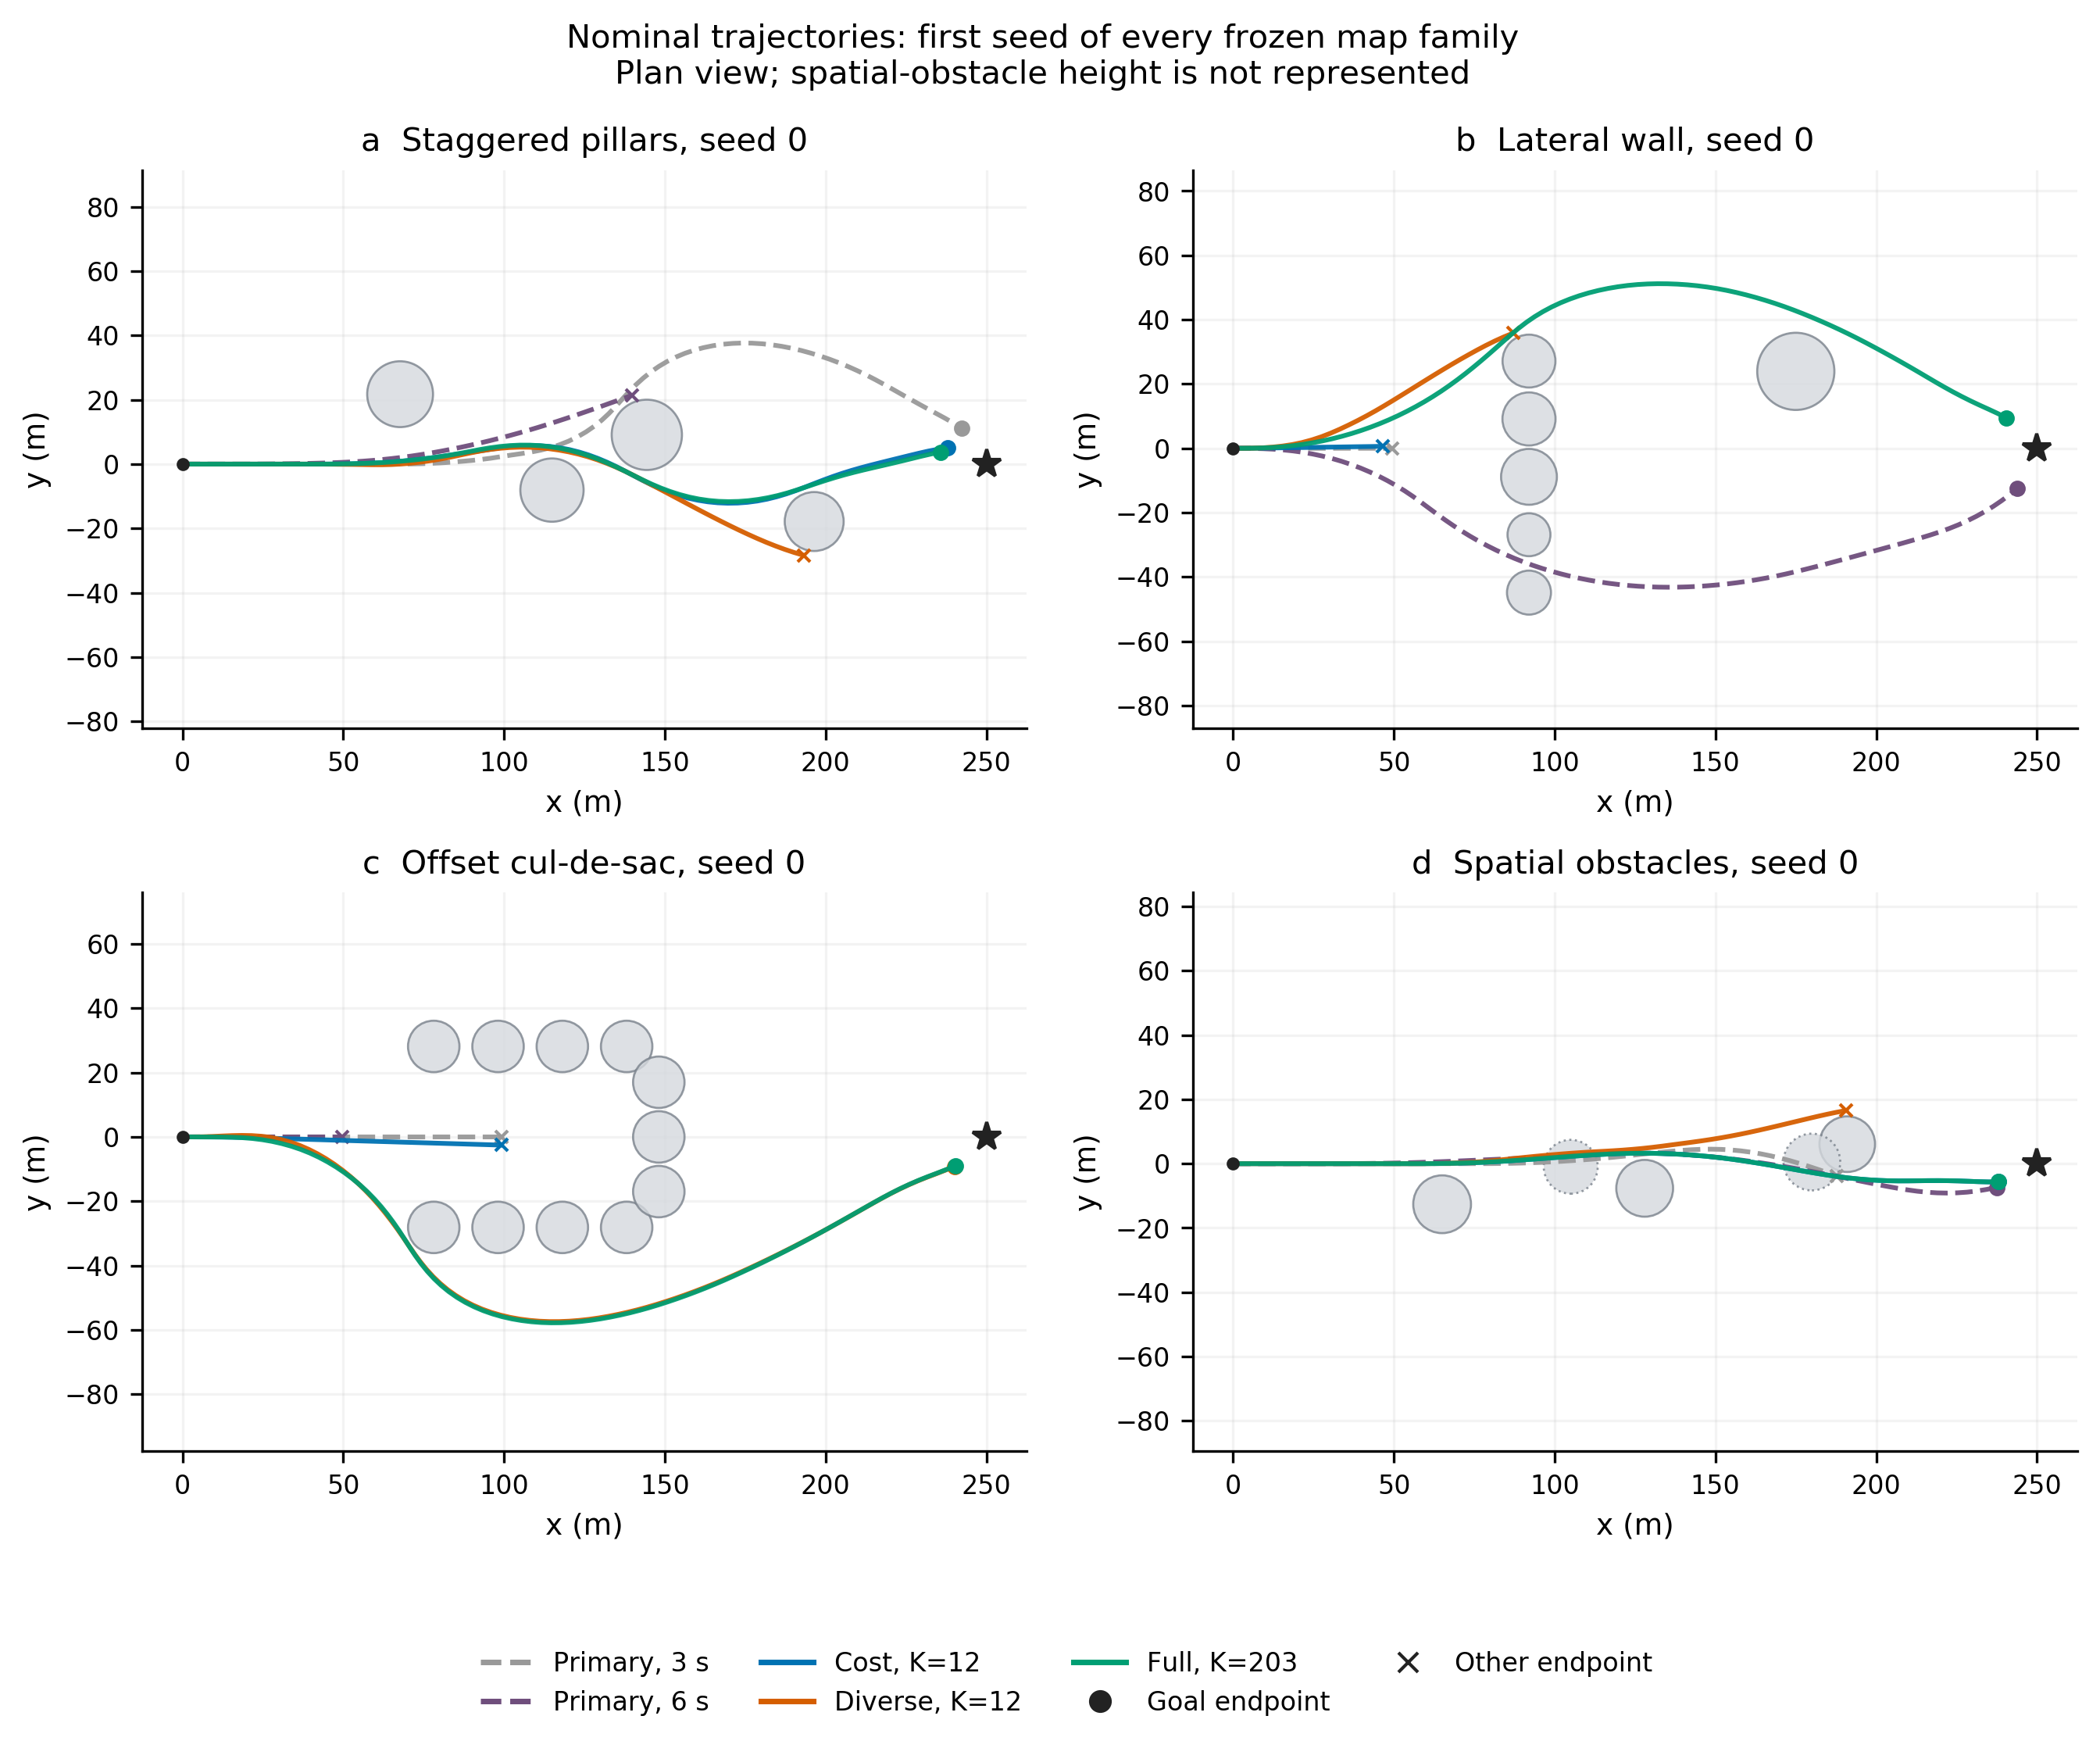 Nominal trajectories: first seed of every frozen map family
Plan view; spatial-obstacle height is not represented
a Staggered pillars, seed 0
80
60
40
20
0
−20
−40
−60
−80
y (m)
0 50 100 150 200 250
x (m)
b Lateral wall, seed 0
80
60
40
20
0
−20
−40
−60
−80
y (m)
0 50 100 150 200 250
x (m)
c Offset cul-de-sac, seed 0
60
40
20
0
−20
−40
−60
−80
y (m)
0 50 100 150 200 250
x (m)
d Spatial obstacles, seed 0
80
60
40
20
0
−20
−40
−60
−80
y (m)
0 50 100 150 200 250
x (m)
Primary, 3 s
Primary, 6 s
Cost, K=12
Diverse, K=12
Full, K=203
Goal endpoint
Other endpoint